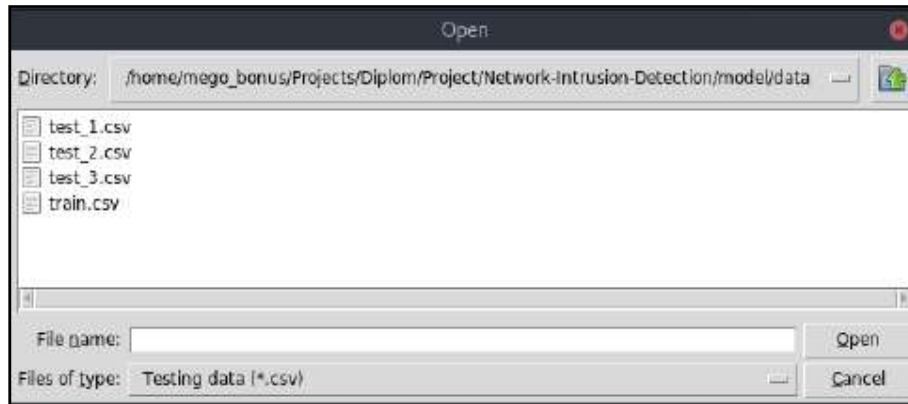 Open
Directory: /home/mego_bonus/Projects/Diplom/Project/Network-Intrusion-Detection/model/data
test_1.csv
test_2.csv
test_3.csv
train.csv
File name: Open
Files of type: Testing data (*.csv) Cancel